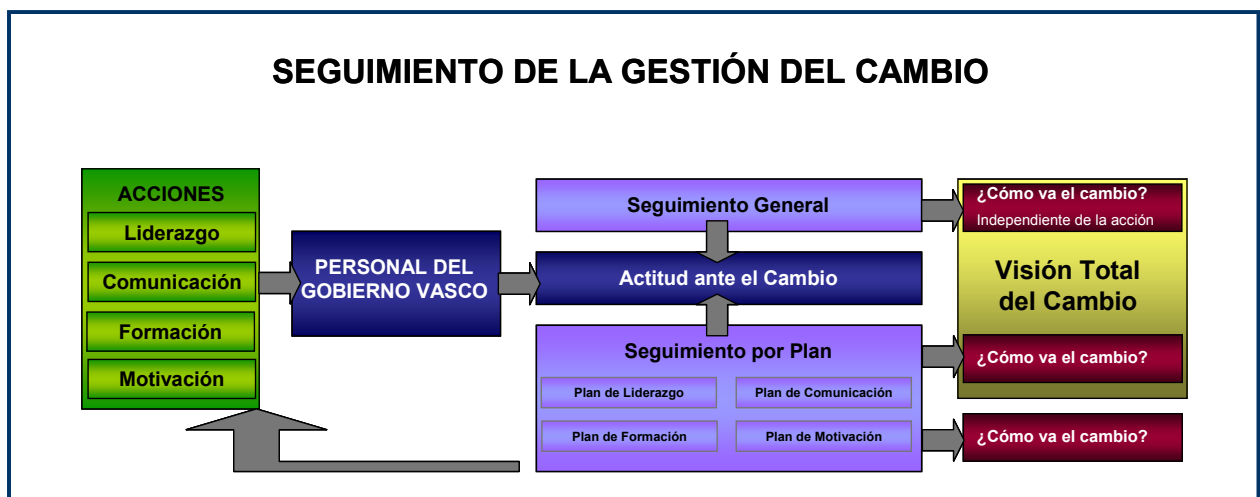 SEGUIMIENTO DE LA GESTIÓN DEL CAMBIO
ACCIONES
Liderazgo
Comunicación
Formación
Motivación
PERSONAL DEL
GOBIERNO VASCO
Seguimiento General
Actitud ante el Cambio
Seguimiento por Plan
Plan de Liderazgo
Plan de Comunicación
Plan de Formación
Plan de Motivación
¿Cómo va el cambio?
Independiente de la acción
Visión Total
del Cambio
¿Cómo va el cambio?
¿Cómo va el cambio?